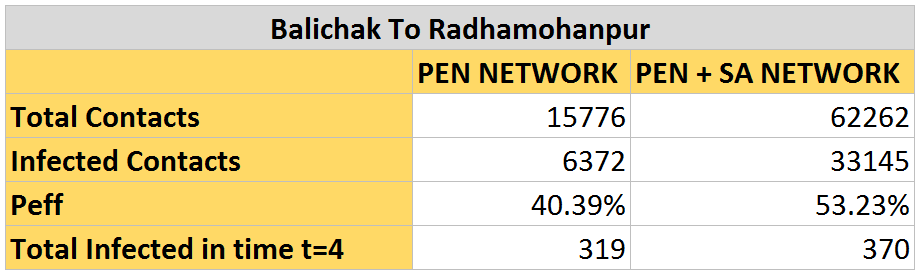 Balichak To Radhamohanpur
PEN NETWORK PEN + SA NETWORK
Total Contacts 15776 62262
Infected Contacts 6372 33145
Peff 40.39% 53.23%
Total Infected in time t=4 319 370